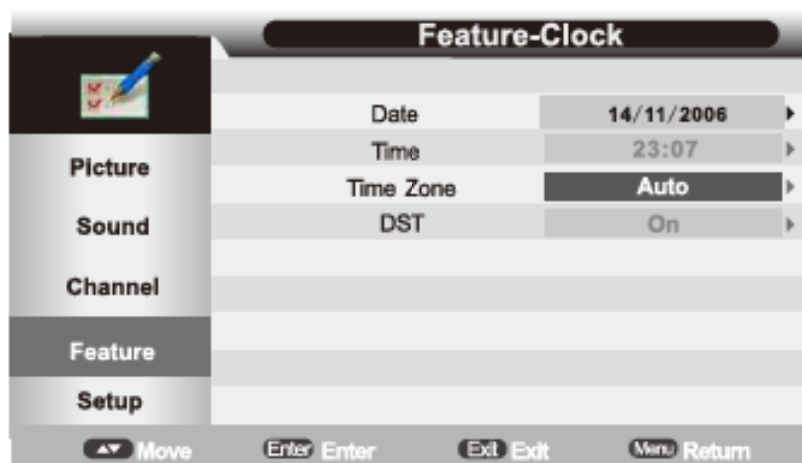 Feature-Clock
Picture
Sound
Channel
Feature
Setup
Date 14/11/2006
Time 23:07
Time Zone Auto
DST On
Move Enter Enter Exit Exit Menu Return